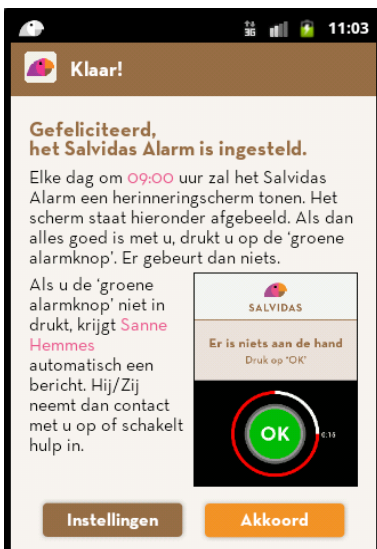 3G 11:03
Klaar!
Gefeliciteerd,
het Salvidas Alarm is ingesteld.
Elke dag om 09:00 uur zal het Salvidas
Alarm een herinneringscherm tonen. Het
scherm staat hieronder afgebeeld. Als dan
alles goed is met u, drukt u op de ‘groene
alarmknop’. Er gebeurt dan niets.
Als u de ‘groene
alarmknop’ niet in
drukt, krijgt Sanne
Hemmes
automatisch een
bericht. Hij/Zij
neemt dan contact
met u op of schakelt
hulp in.
SALVIDAS
Er is niets aan de hand
Druk op "OK"
OK
0:15
Instellingen
Akkoord